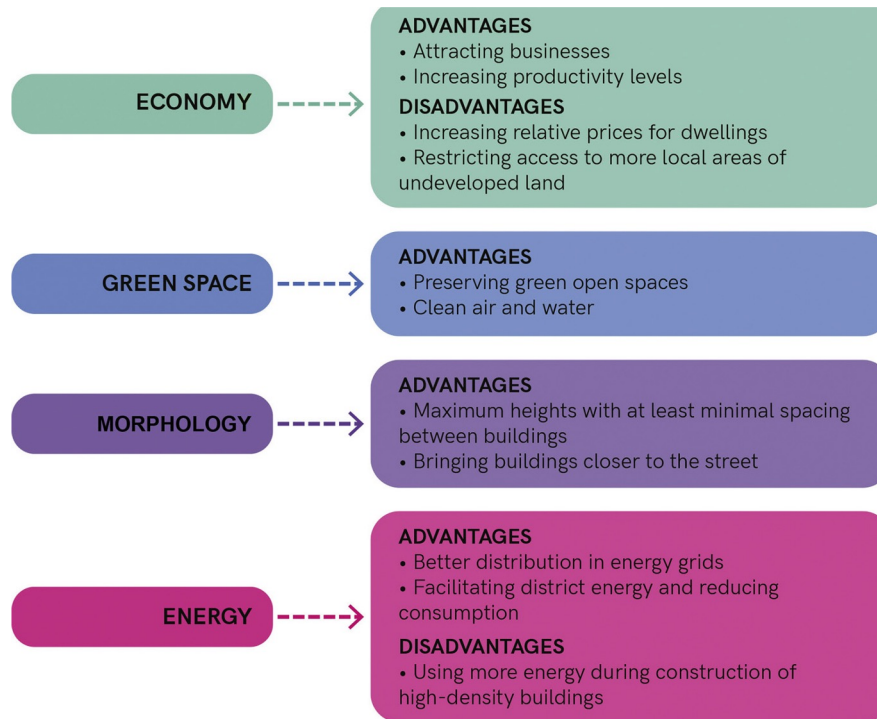 ECONOMY
ADVANTAGES
• Attracting businesses
• Increasing productivity levels
DISADVANTAGES
• Increasing relative prices for dwellings
• Restricting access to more local areas of
undeveloped land
GREEN SPACE
ADVANTAGES
• Preserving green open spaces
• Clean air and water
MORPHOLOGY
ADVANTAGES
• Maximum heights with at least minimal spacing
between buildings
• Bringing buildings closer to the street
ENERGY
ADVANTAGES
• Better distribution in energy grids
• Facilitating district energy and reducing
consumption
DISADVANTAGES
• Using more energy during construction of
high-density buildings